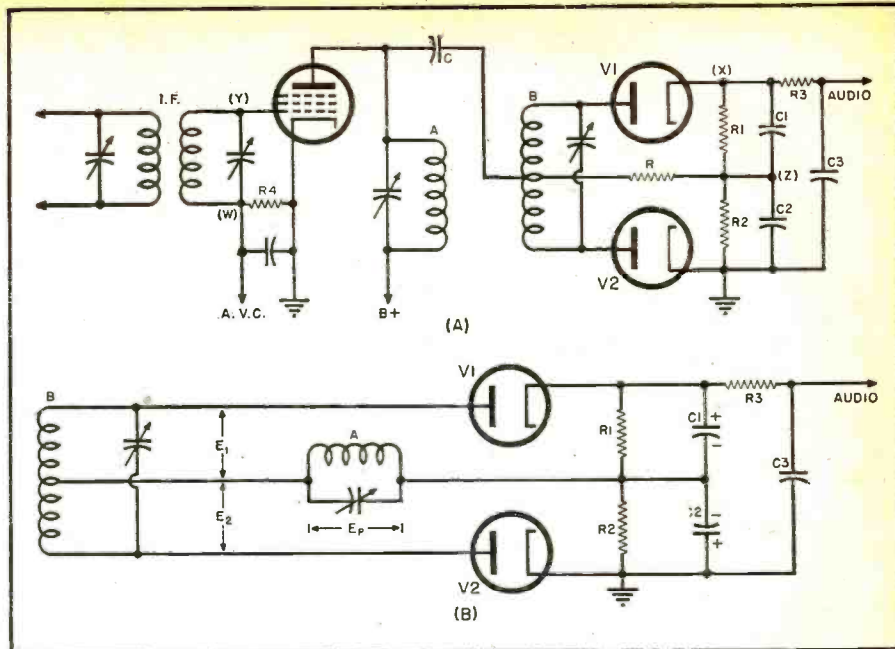 I.F.
(Y)
(W)
R4
A.V.C.
B+
A
C
B
V1
V2
R
(X)
R1
R2
(Z)
C1
C2
R3
C3
AUDIO
(A)
B
E1
E2
A
EP
V1
V2
R1
R2
C1 + -
C2 - +
R3
C3
AUDIO
(B)